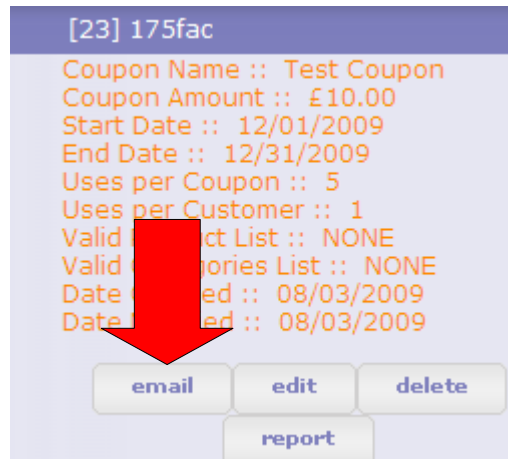 [23] 175fac
Coupon Name :: Test Coupon
Coupon Amount :: £10.00
Start Date :: 12/01/2009
End Date :: 12/31/2009
Uses per Coupon :: 5
Uses per Customer :: 1
Valid List :: NONE
Valid List :: NONE
Date :: 08/03/2009
Date :: 08/03/2009
email edit delete
report